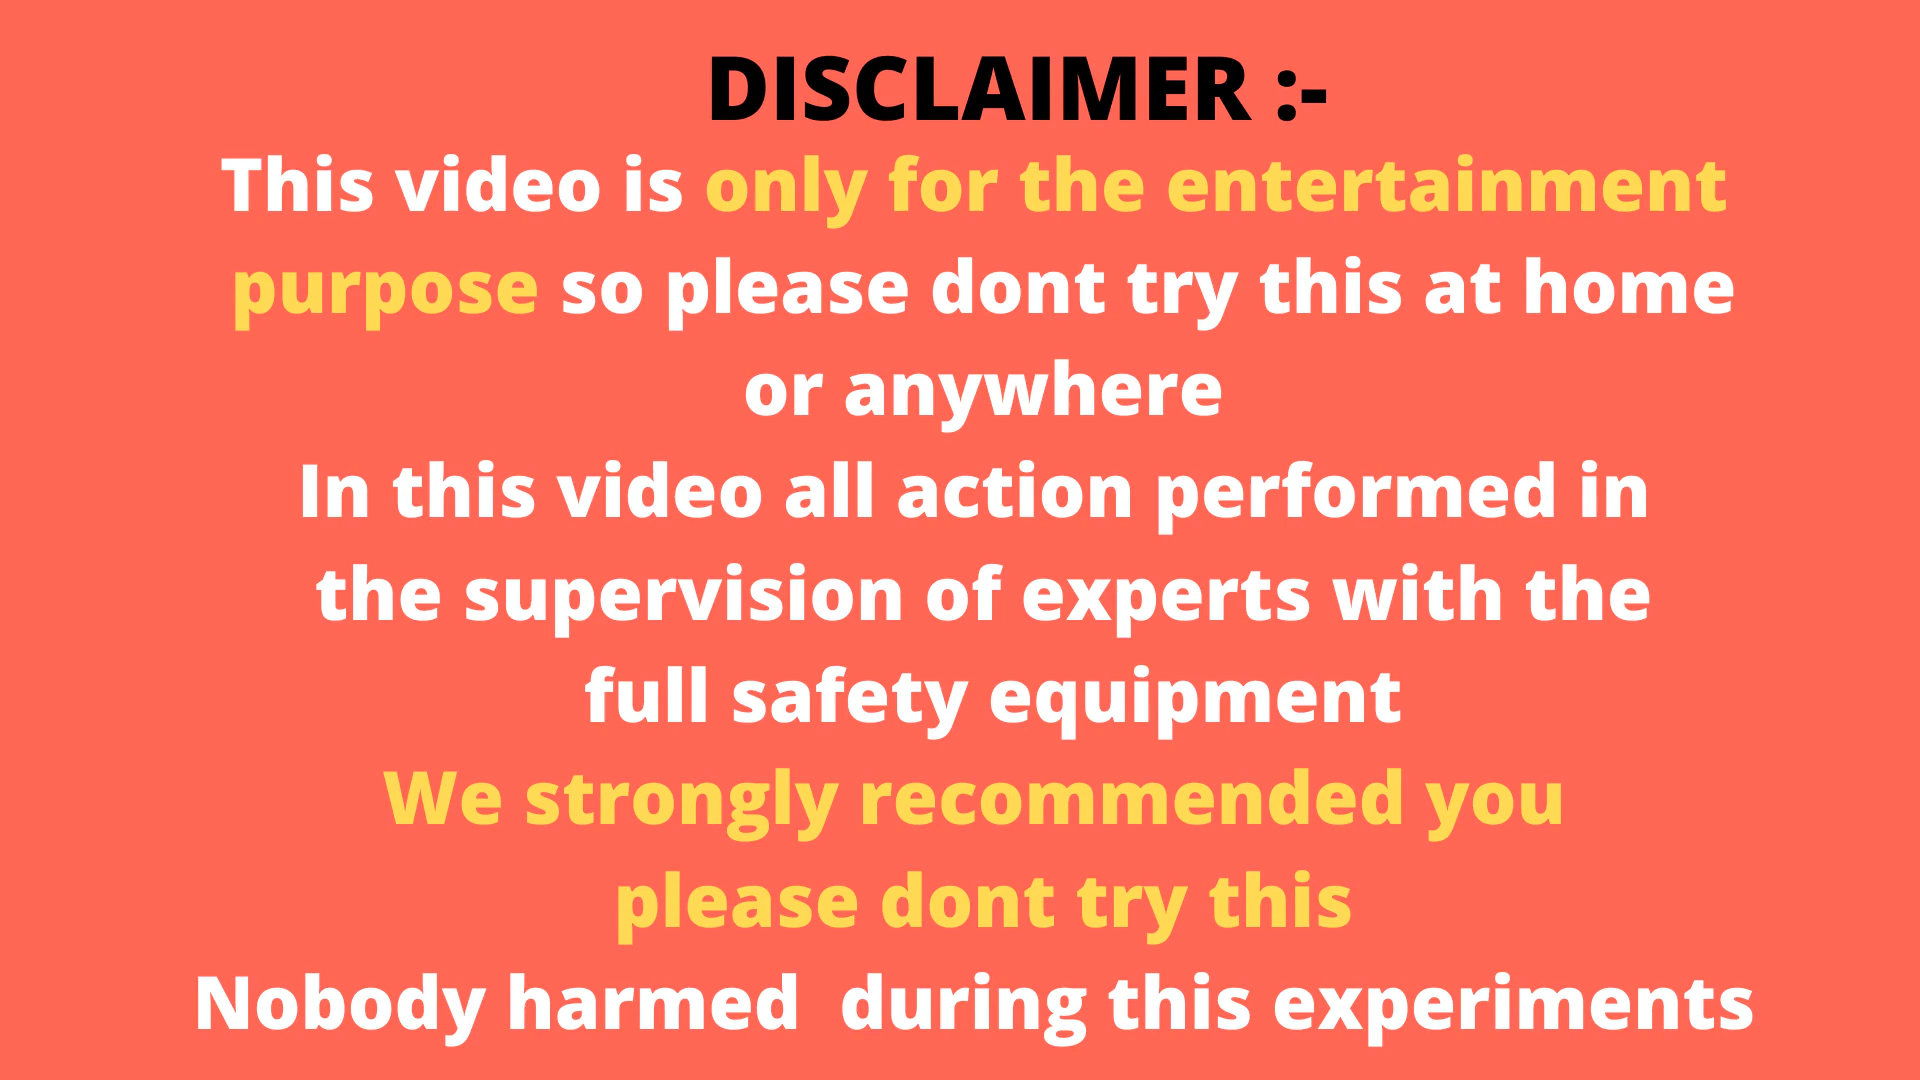 DISCLAIMER :-
This video is only for the entertainment
purpose so please dont try this at home
or anywhere
In this video all action performed in
the supervision of experts with the
full safety equipment
We strongly recommended you
please dont try this
Nobody harmed  during this experiments